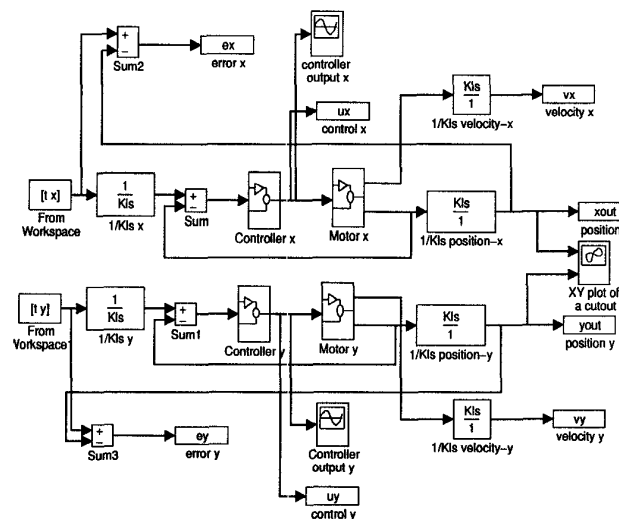 +
−
Sum2
ex
error x
controller
output x
ux
control x
Kls
1
1/Kls velocity−x
vx
velocity x
[t x]
From
Workspace
1
Kls
1/Kls x
+
−
Sum
Controller x
Motor x
Kls
1
1/Kls position−x
xout
position
XY plot of
a cutout
[t y]
From
Workspace
1
Kls
1/Kls y
+
−
Sum1
Controller y
Motor y
Kls
1
1/Kls position−y
yout
position y
+
−
Sum3
ey
error y
Controller
output y
Kls
1
1/Kls velocity−y
vy
velocity y
uy
control y